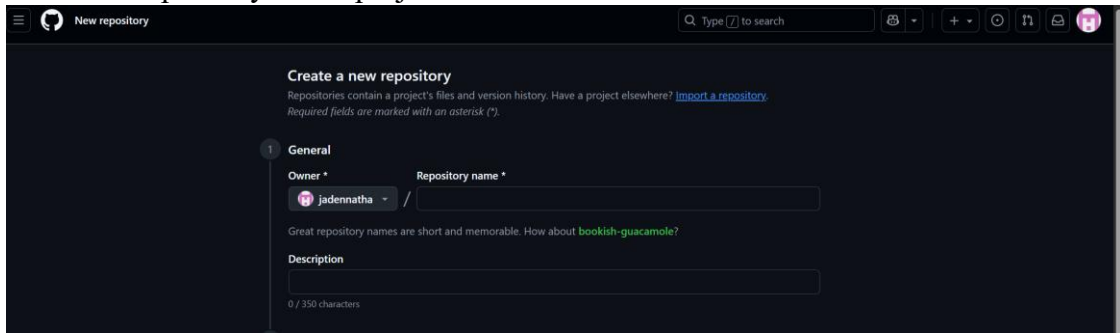 New repository
Type / to search
Create a new repository
Repositories contain a project's files and version history. Have a project elsewhere? Import a repository.
Required fields are marked with an asterisk (*).
1 General
Owner * Repository name *
jadennatha /
Great repository names are short and memorable. How about bookish-guacamole?
Description
0 / 350 characters